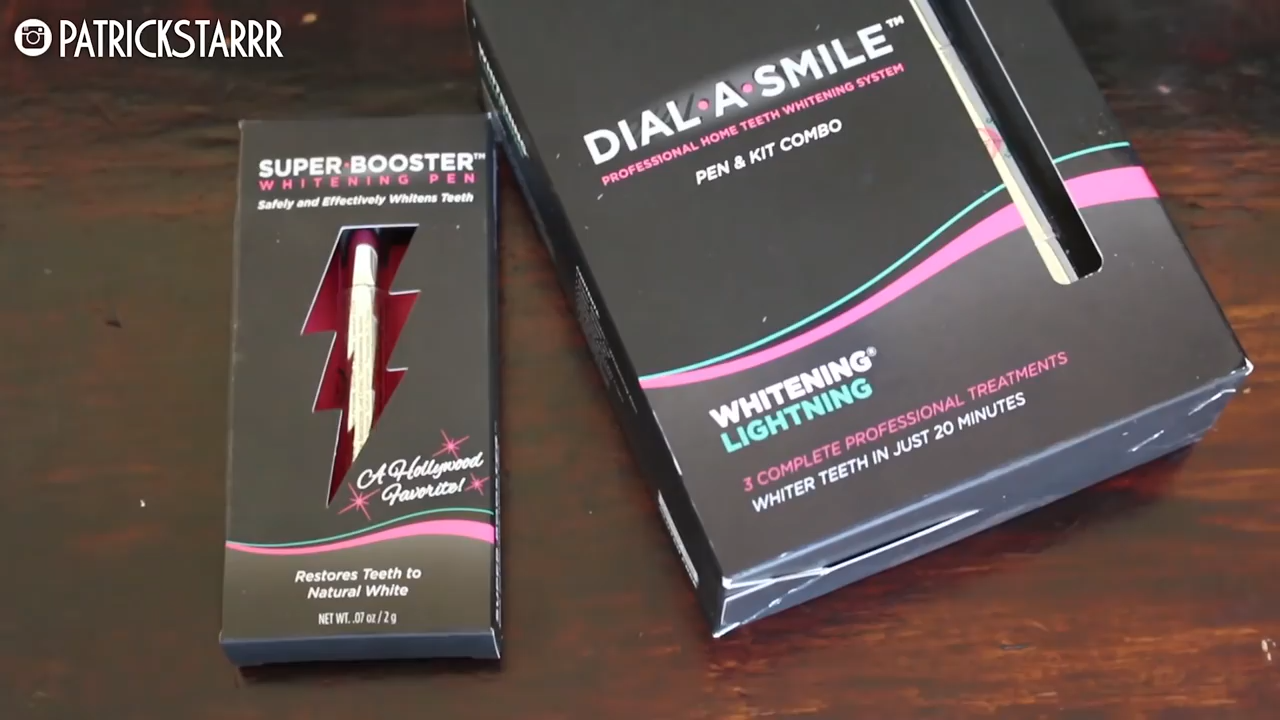 PATRICKSTARRR
SUPER·BOOSTER™
WHITENING PEN
Safely and Effectively Whitens Teeth
A Hollywood
Favorite!
Restores Teeth to
Natural White
NET WT. .07 oz / 2 g
DIAL·A·SMILE™
PROFESSIONAL HOME TEETH WHITENING SYSTEM
PEN & KIT COMBO
WHITENING®
LIGHTNING
3 COMPLETE PROFESSIONAL TREATMENTS
WHITER TEETH IN JUST 20 MINUTES